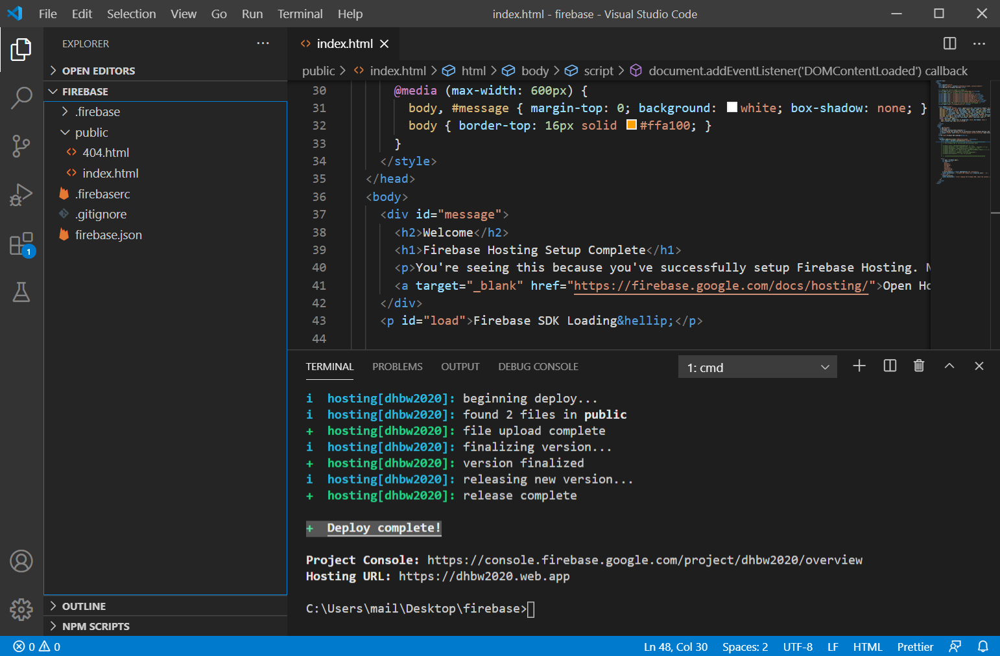 File Edit Selection View Go Run Terminal Help
index.html - firebase - Visual Studio Code
EXPLORER
OPEN EDITORS
FIREBASE
.firebase
public
404.html
index.html
.firebaserc
.gitignore
firebase.json
OUTLINE
NPM SCRIPTS
1
index.html
public > index.html > html > body > script > document.addEventListener('DOMContentLoaded') callback
30 @media (max-width: 600px) {
31 body, #message { margin-top: 0; background: white; box-shadow: none; }
32 body { border-top: 16px solid #ffa100; }
33 }
34 </style>
35 </head>
36 <body>
37 <div id="message">
38 <h2>Welcome</h2>
39 <h1>Firebase Hosting Setup Complete</h1>
40 <p>You're seeing this because you've successfully setup Firebase Hosting.
41 <a target="_blank" href="https://firebase.google.com/docs/hosting/">Open
42 </div>
43 <p id="load">Firebase SDK Loading&hellip;</p>
44
TERMINAL PROBLEMS OUTPUT DEBUG CONSOLE 1: cmd
i hosting[dhbw2020]: beginning deploy...
i hosting[dhbw2020]: found 2 files in public
+ hosting[dhbw2020]: file upload complete
i hosting[dhbw2020]: finalizing version...
+ hosting[dhbw2020]: version finalized
i hosting[dhbw2020]: releasing new version...
+ hosting[dhbw2020]: release complete
+ Deploy complete!
Project Console: https://console.firebase.google.com/project/dhbw2020/overview
Hosting URL: https://dhbw2020.web.app
C:\Users\mail\Desktop\firebase>
0 0 Ln 48, Col 30 Spaces: 2 UTF-8 LF HTML Prettier